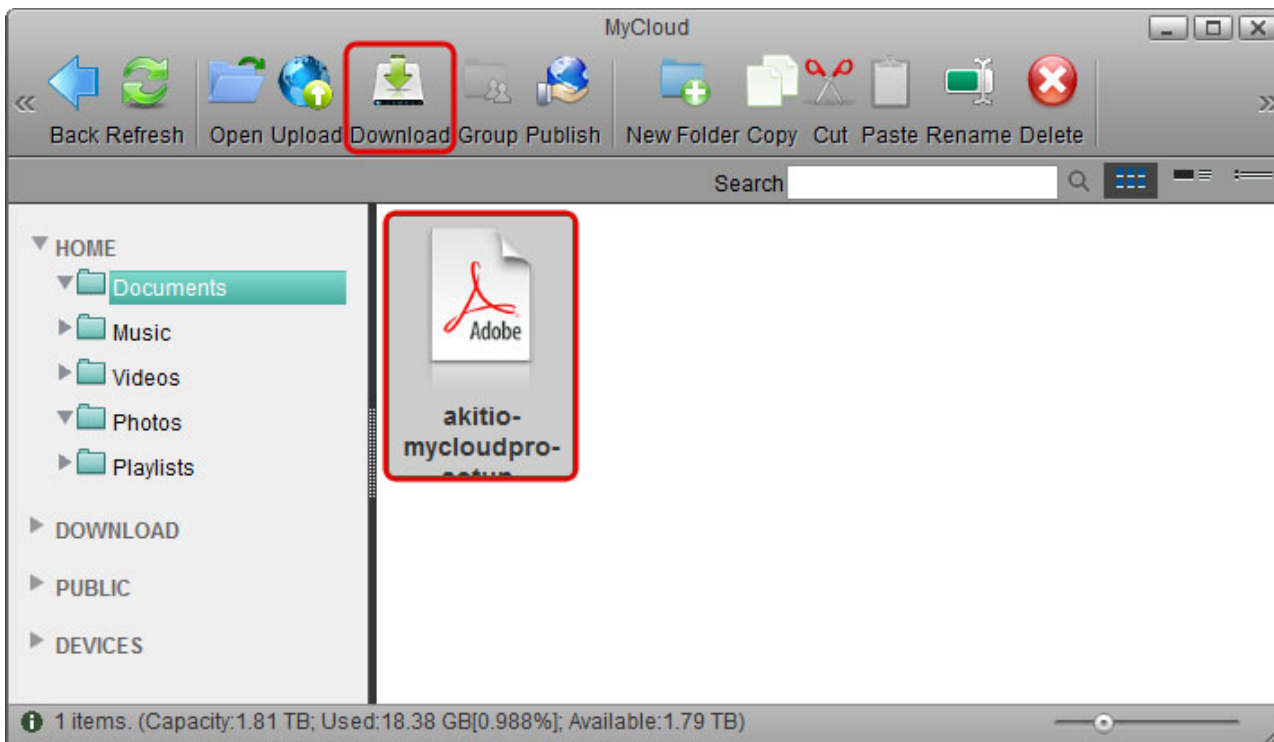 MyCloud
Back Refresh Open Upload Download Group Publish New Folder Copy Cut Paste Rename Delete
Search
HOME
Documents
Music
Videos
Photos
Playlists
DOWNLOAD
PUBLIC
DEVICES
Adobe
akitio-
mycloudpro-
1 items. (Capacity:1.81 TB; Used:18.38 GB[0.988%]; Available:1.79 TB)